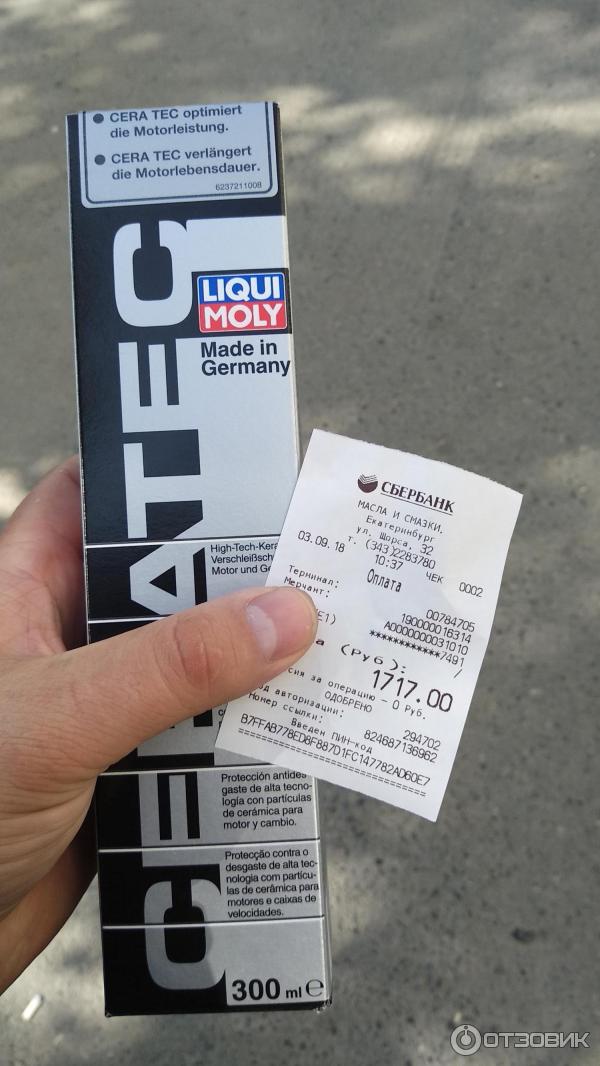 • CERA TEC optimiert
die Motorleistung.
• CERA TEC verlängert
die Motorlebensdauer.
6237211008
LIQUI
MOLY
Made in
Germany
High-Tech-Kera
Verschleißsch
Motor und Ge
Protección antides
gaste de alta tecno-
logía con partículas
de cerámica para
motor y cambio.
Protecção contra o
desgaste de alta tec-
nologia com partícu-
las de cerâmica para
motores e caixas de
velocidades.
300 ml e
СБЕРБАНК
МАСЛА И СМАЗКИ.
Екатеринбург
ул. Шорса, 32
т. (343)2283780
03.09.18 10:37 ЧЕК 0002
Оплата
Терминал: 00784705
Мерчант: 190000016314
A0000000031010
E1) ************7491
а (Руб): /
1717.00
сия за операцию – 0 Руб.
ОДОБРЕНО
од авторизации: 294702
Номер ссылки: 824687136962
Введен ПИН-код
B7FFAB778ED8F887D1FC147782AD60E7
================================
ОТЗОВИК